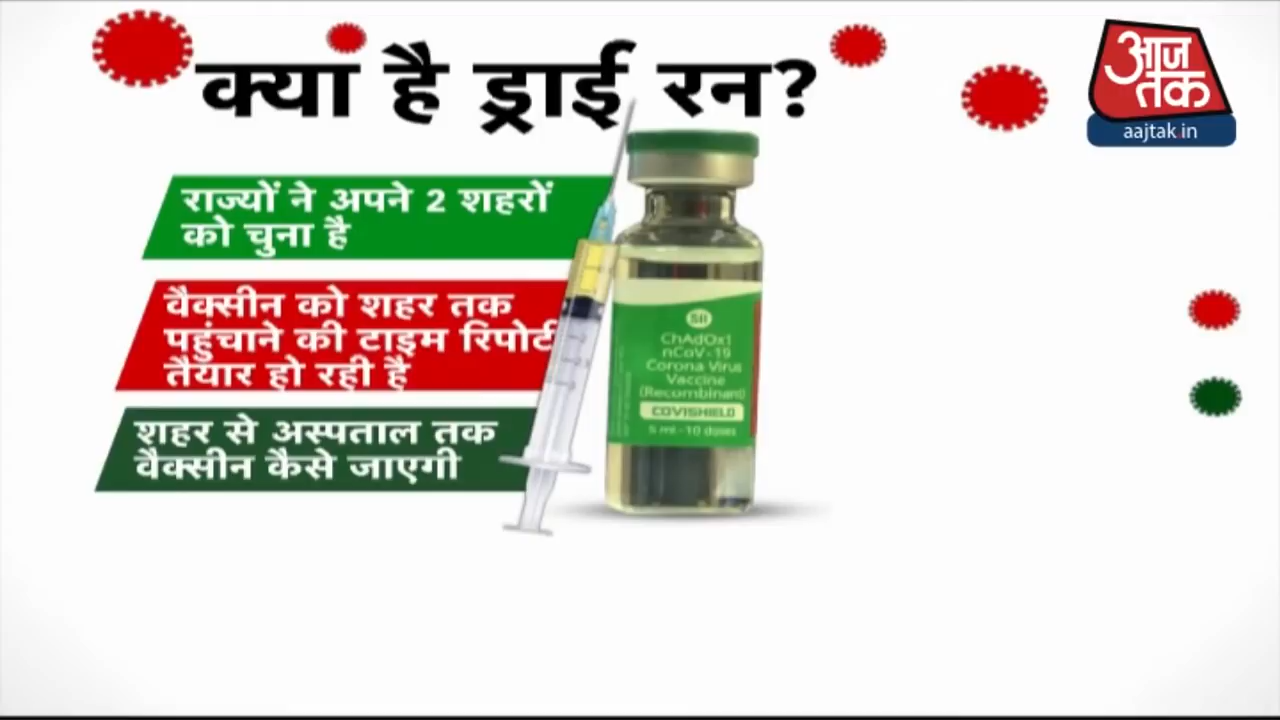 क्या है ड्राई रन?
आज
तक
aajtak.in
राज्यों ने अपने 2 शहरों
को चुना है
वैक्सीन को शहर तक
पहुंचाने की टाइम रिपोर्ट
तैयार हो रही है
शहर से अस्पताल तक
वैक्सीन कैसे जाएगी
SII
ChAdOx1
nCoV-19
Corona Virus
Vaccine
(Recombinant)
COVISHIELD
5 ml - 10 doses